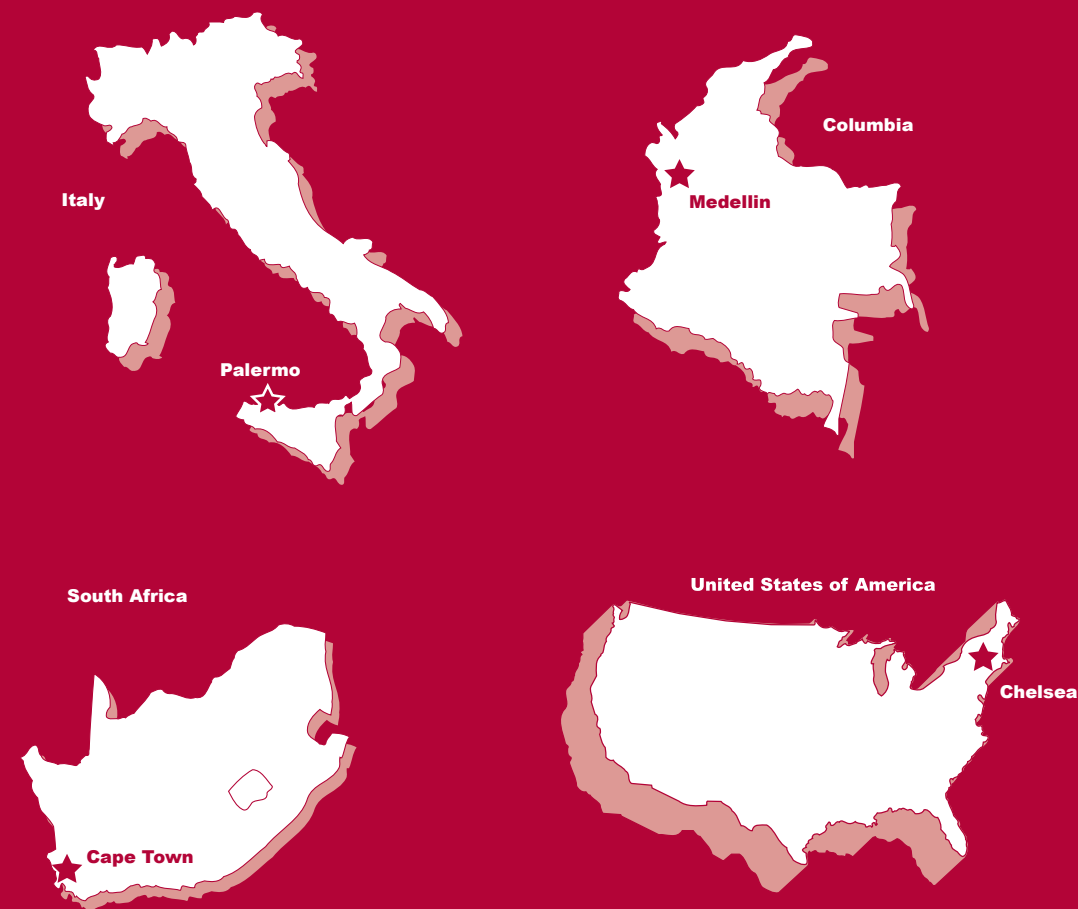 Columbia
Italy
Medellin
Palermo
South Africa
United States of America
Chelsea
Cape Town